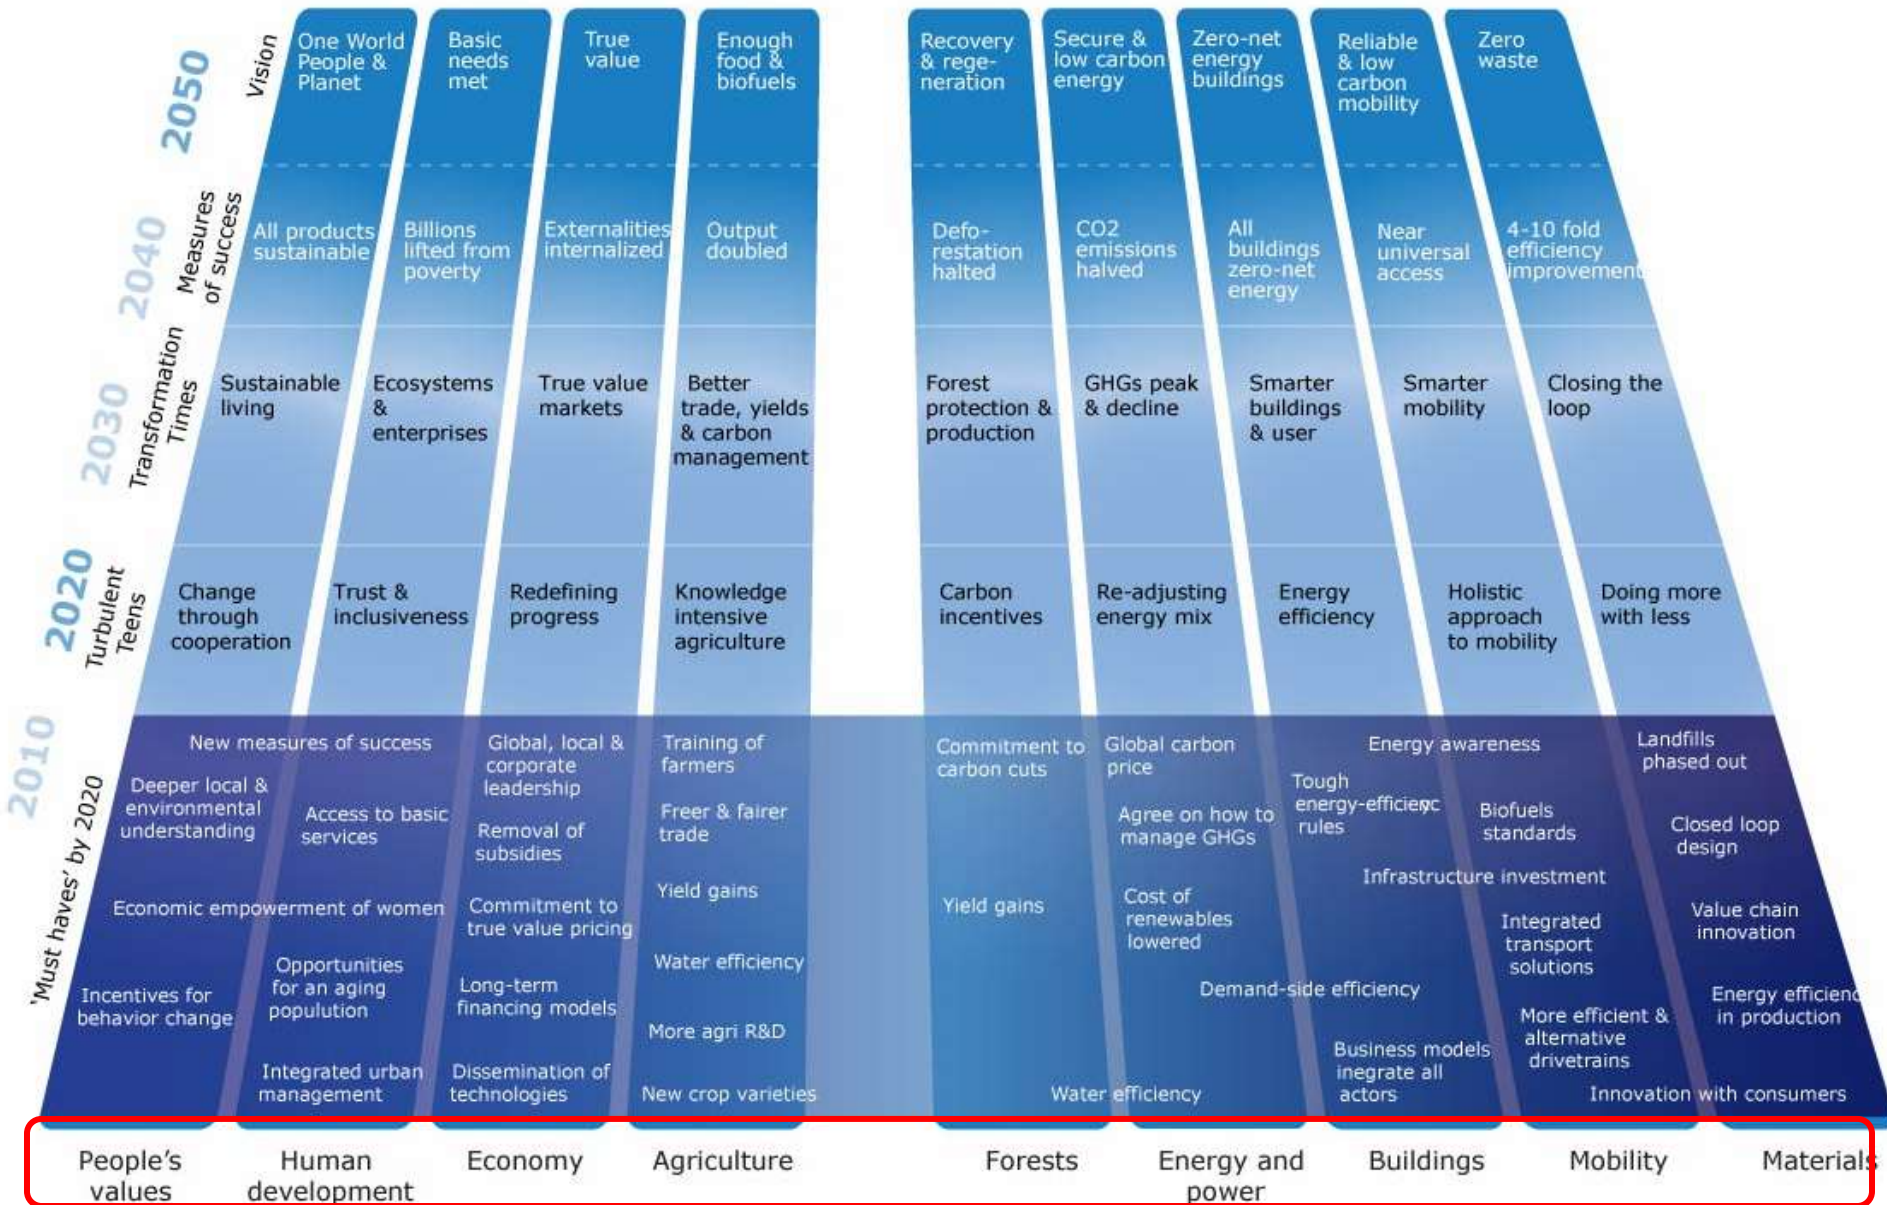 2050
Vision
One World
People &
Planet
Basic
needs
met
True
value
Enough
food &
biofuels
Recovery
& rege-
neration
Secure &
low carbon
energy
Zero-net
energy
buildings
Reliable
& low
carbon
mobility
Zero
waste
2040
Measures
of success
All products
sustainable
Billions
lifted from
poverty
Externalities
internalized
Output
doubled
Defo-
restation
halted
CO2
emissions
halved
All
buildings
zero-net
energy
Near
universal
access
4-10 fold
efficiency
improvement
2030
Transformation
Times
Sustainable
living
Ecosystems
&
enterprises
True value
markets
Better
trade, yields
& carbon
management
Forest
protection &
production
GHGs peak
& decline
Smarter
buildings
& user
Smarter
mobility
Closing the
loop
2020
Turbulent
Teens
Change
through
cooperation
Trust &
inclusiveness
Redefining
progress
Knowledge
intensive
agriculture
Carbon
incentives
Re-adjusting
energy mix
Energy
efficiency
Holistic
approach
to mobility
Doing more
with less
2010
'Must haves' by 2020
New measures of success
Deeper local &
environmental
understanding
Access to basic
services
Economic empowerment of women
Incentives for
behavior change
Opportunities
for an aging
popululution
Integrated urban
management
Global, local &
corporate
leadership
Removal of
subsidies
Commitment to
true value pricing
Long-term
financing models
Dissemination of
technologies
Training of
farmers
Freer & fairer
trade
Yield gains
Water efficiency
More agri R&D
New crop varieties
Commitment to
carbon cuts
Yield gains
Water efficiency
Global carbon
price
Agree on how to
manage GHGs
Cost of
renewables
lowered
Demand-side efficiency
Energy awareness
Tough
energy-efficienc
rules
Infrastructure investment
Business models
inegrate all
actors
Biofuels
standards
Integrated
transport
solutions
More efficient &
alternative
drivetrains
Landfills
phased out
Closed loop
design
Value chain
innovation
Energy efficienc
in production
Innovation with consumers
People's
values
Human
development
Economy
Agriculture
Forests
Energy and
power
Buildings
Mobility
Materials